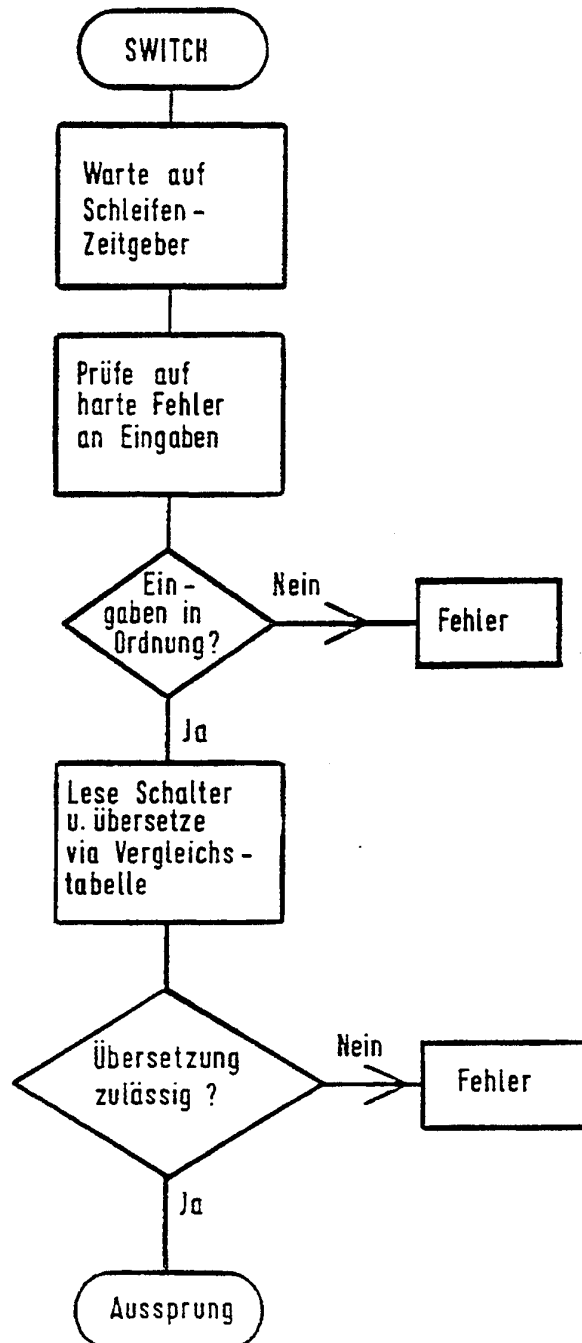 SWITCH
Warte auf
Schleifen-
Zeitgeber
Prüfe auf
harte Fehler
an Eingaben
Ein-
gaben in
Ordnung?
Nein
Fehler
Ja
Lese Schalter
u. übersetze
via Vergleichs-
tabelle
Übersetzung
zulässig ?
Nein
Fehler
Ja
Aussprung